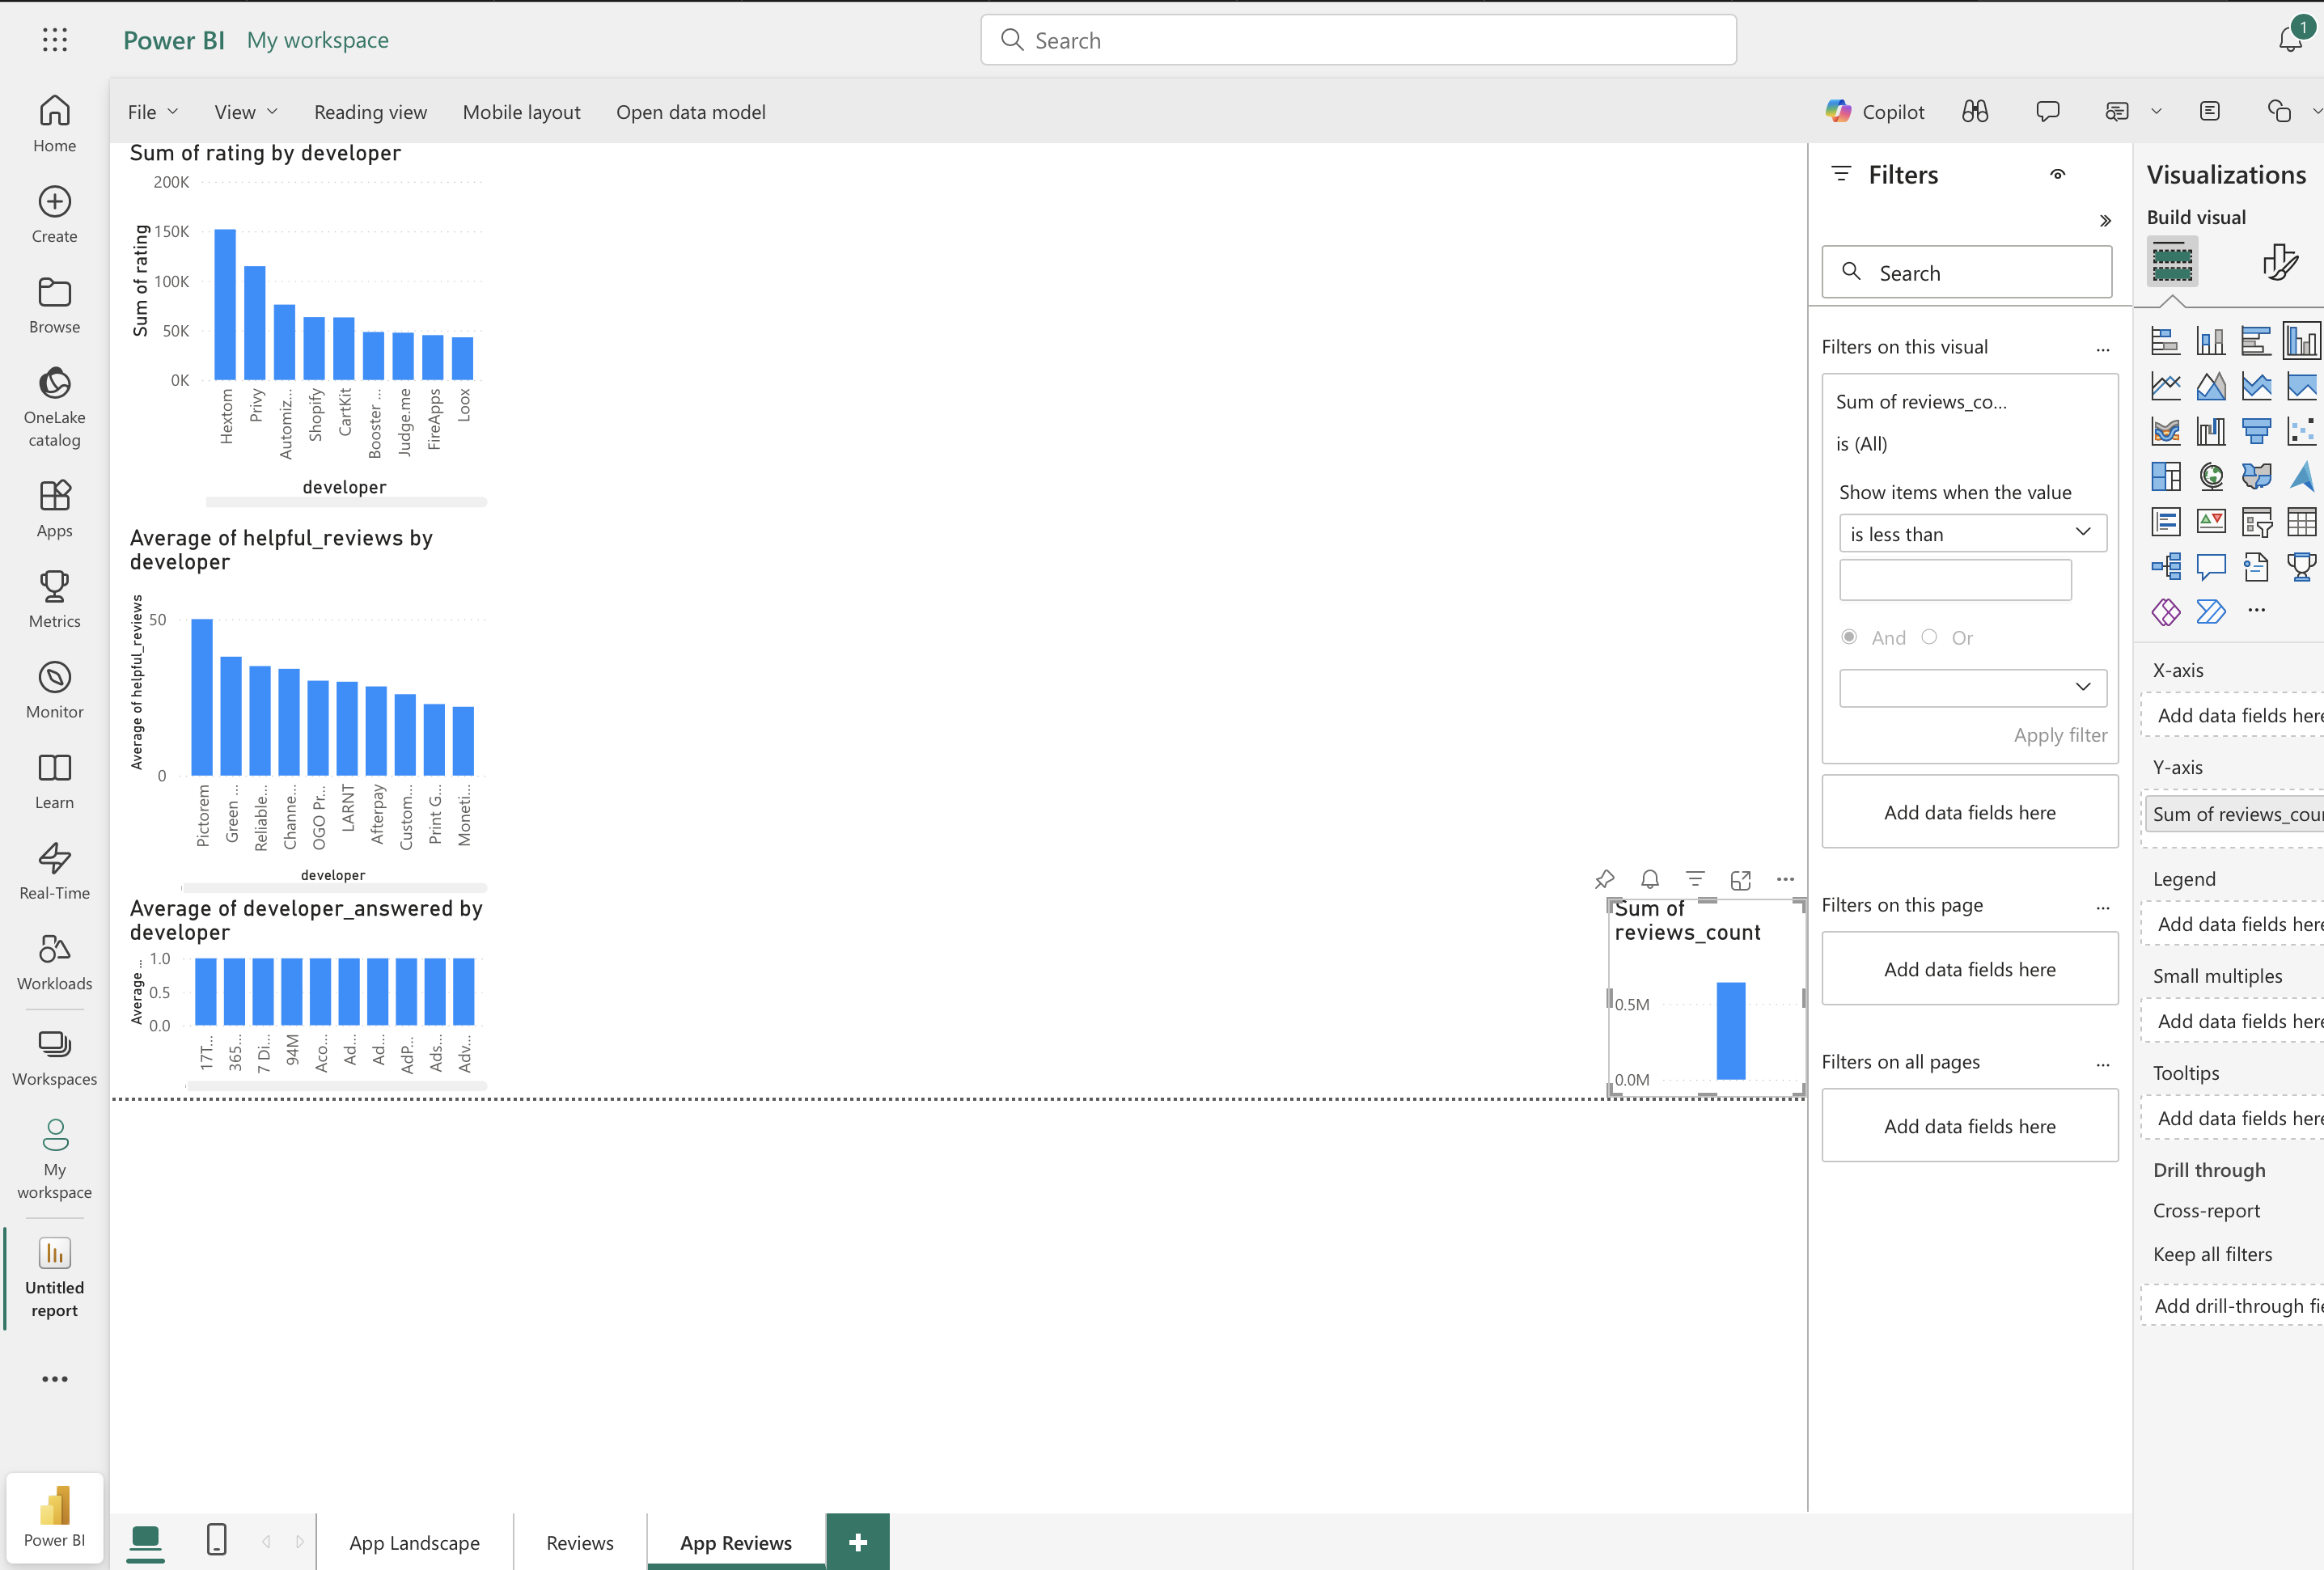 Power BI My workspace
Search
1
File View Reading view Mobile layout Open data model
Copilot
Home
Create
Browse
OneLake
catalog
Apps
Metrics
Monitor
Learn
Real-Time
Workloads
Workspaces
My
workspace
Untitled
report
Power BI
Sum of rating by developer
Sum of rating
200K
150K
100K
50K
0K
Hextom
Privy
Automiz...
Shopify
CartKit
Booster ...
Judge.me
FireApps
Loox
developer
Average of helpful_reviews by
developer
Average of helpful_reviews
50
0
Pictorem
Green ...
Reliable...
Channe...
OGO Pr...
LARNT
Afterpay
Custom...
Print G...
Moneti...
developer
Average of developer_answered by
developer
Average ...
1.0
0.5
0.0
17T...
365...
7 Di...
94M
Aco...
Ad...
Ad...
AdP...
Ads...
Adv...
Sum of
reviews_count
0.5M
0.0M
Filters
Search
Filters on this visual
Sum of reviews_co...
is (All)
Show items when the value
is less than
And Or
Apply filter
Add data fields here
Filters on this page
Add data fields here
Filters on all pages
Add data fields here
Visualizations
Build visual
X-axis
Add data fields here
Y-axis
Sum of reviews_cou
Legend
Add data fields here
Small multiples
Add data fields here
Tooltips
Add data fields here
Drill through
Cross-report
Keep all filters
Add drill-through fie
App Landscape Reviews App Reviews